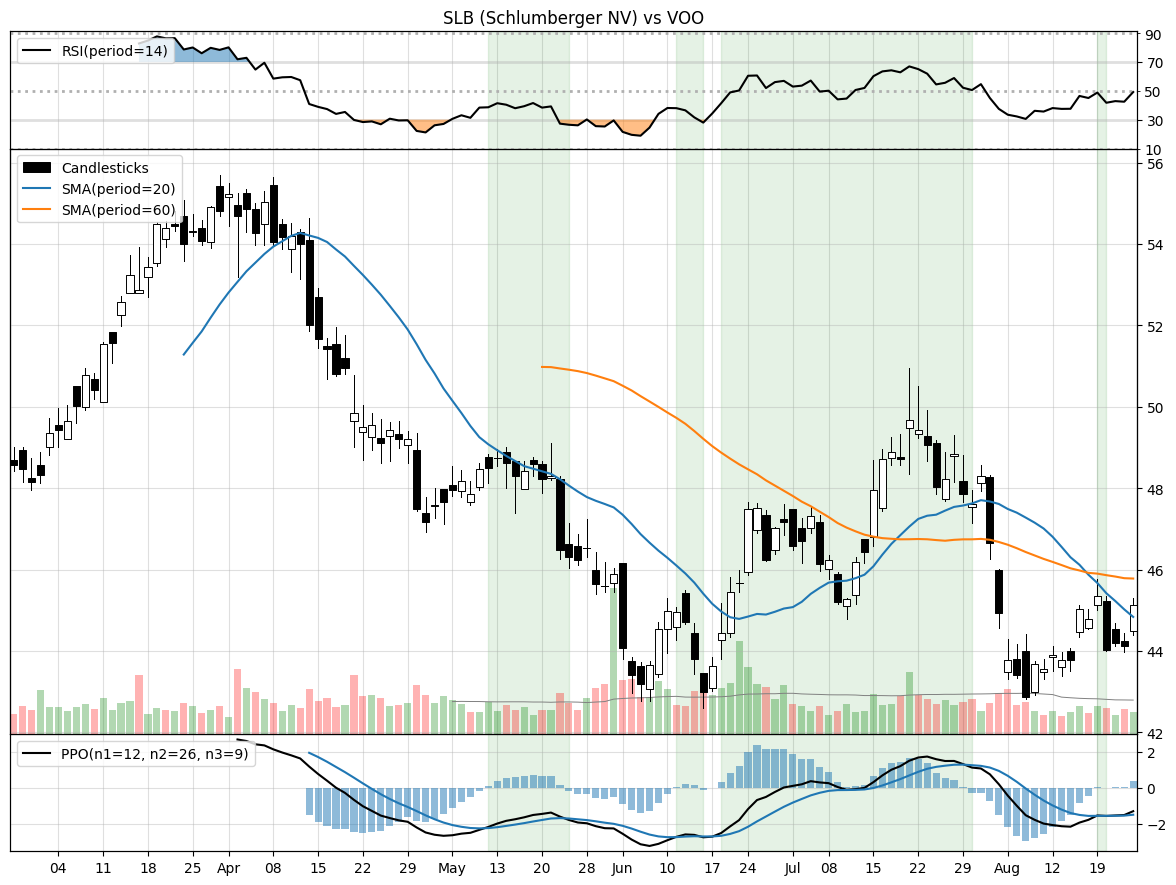 SLB (Schlumberger NV) vs VOO
RSI(period=14)
90
70
50
30
10
Candlesticks
SMA(period=20)
SMA(period=60)
56
54
52
50
48
46
44
42
PPO(n1=12, n2=26, n3=9)
2
0
−2
04 11 18 25 Apr 08 15 22 29 May 13 20 28 Jun 10 17 24 Jul 08 15 22 29 Aug 12 19